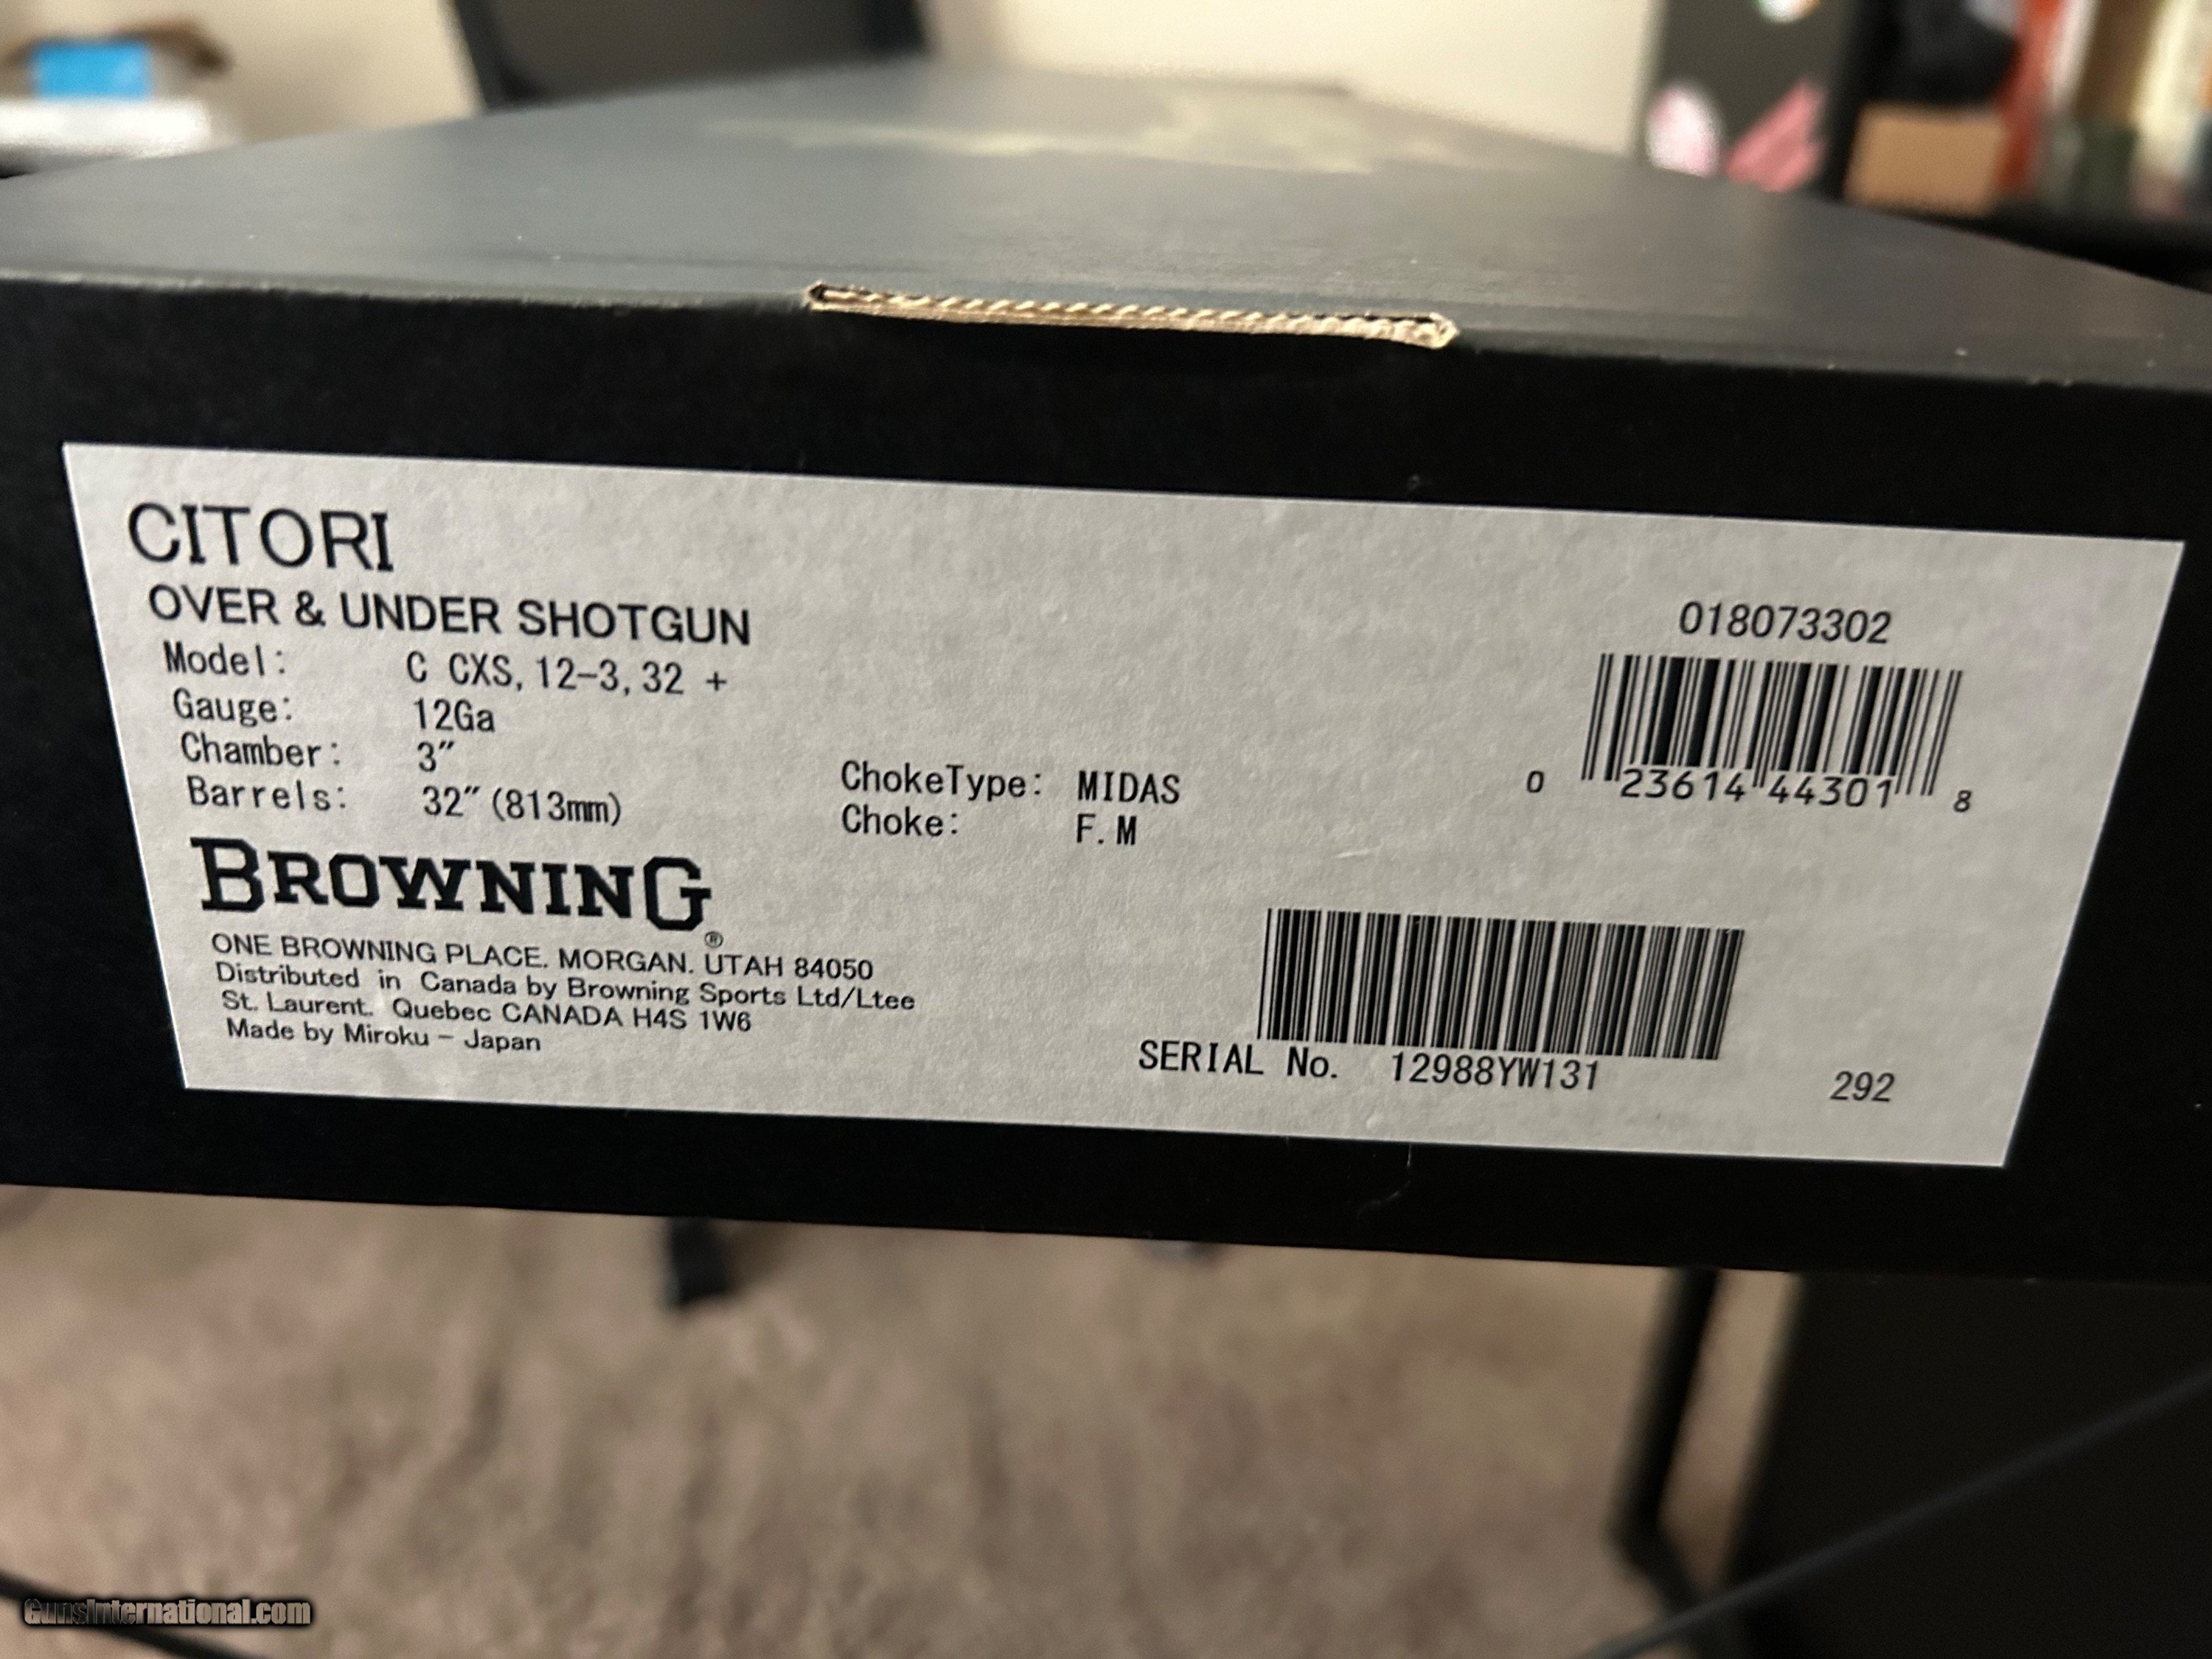 CITORI
OVER & UNDER SHOTGUN
Model: C CXS, 12-3, 32 +
Gauge: 12Ga
Chamber: 3″
Barrels: 32″ (813mm)
ChokeType: MIDAS
Choke: F. M
018073302
0 23614 44301 8
BROWNING®
ONE BROWNING PLACE. MORGAN. UTAH 84050
Distributed in Canada by Browning Sports Ltd/Ltee
St. Laurent. Quebec CANADA H4S 1W6
Made by Miroku - Japan
SERIAL No. 12988YW131
292
GunsInternational.com